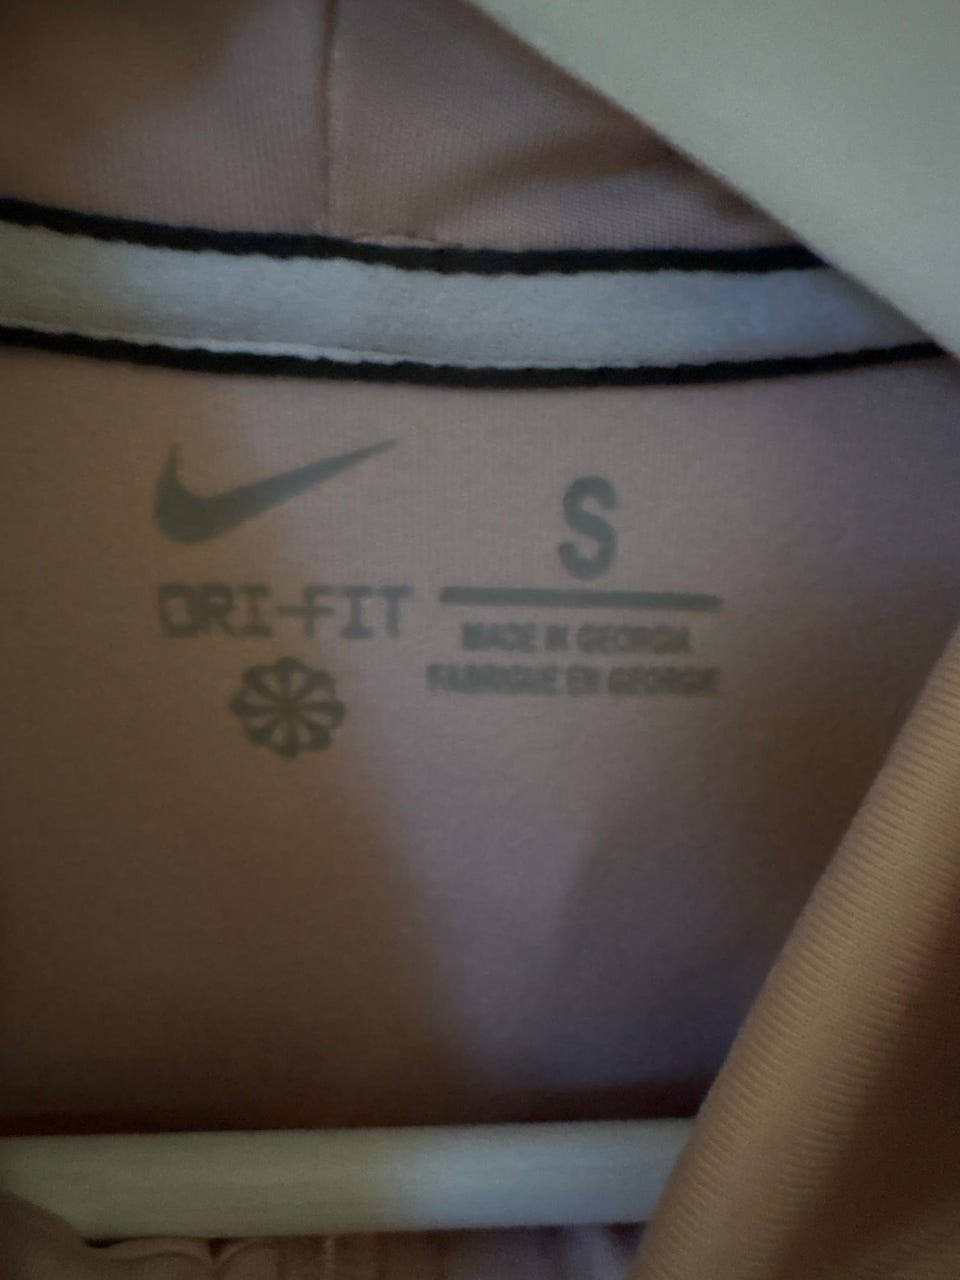 DRI-FIT
S
MADE IN GEORGIA
FABRIQUE EN GEORGIE